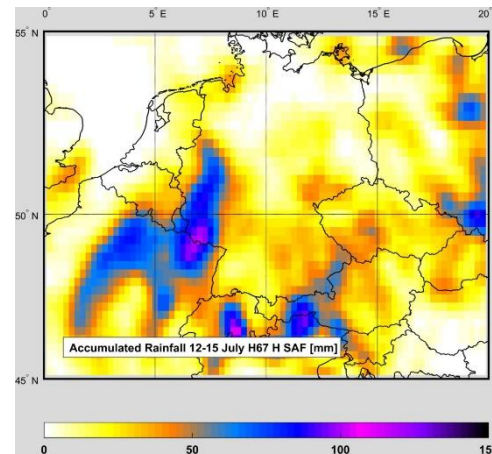 0° 5° E 10° E 15° E 20°
55° N
50° N
Accumulated Rainfall 12-15 July H67 H SAF [mm]
45° N
0 50 100 15